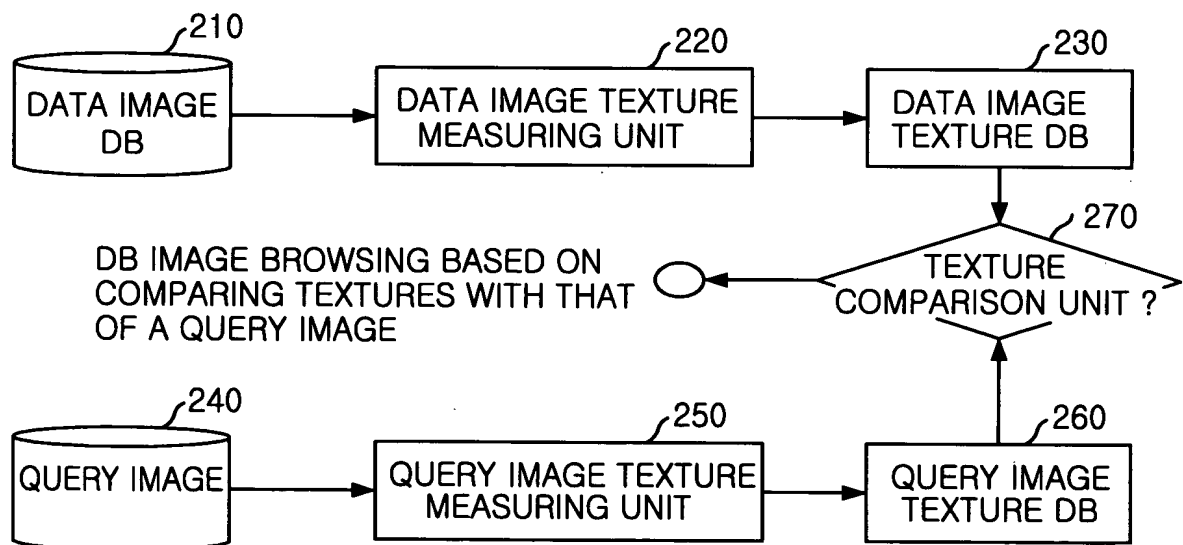 210
DATA IMAGE
DB
220
DATA IMAGE TEXTURE
MEASURING UNIT
230
DATA IMAGE
TEXTURE DB
270
TEXTURE
COMPARISON UNIT ?
DB IMAGE BROWSING BASED ON
COMPARING TEXTURES WITH THAT
OF A QUERY IMAGE
240
QUERY IMAGE
250
QUERY IMAGE TEXTURE
MEASURING UNIT
260
QUERY IMAGE
TEXTURE DB